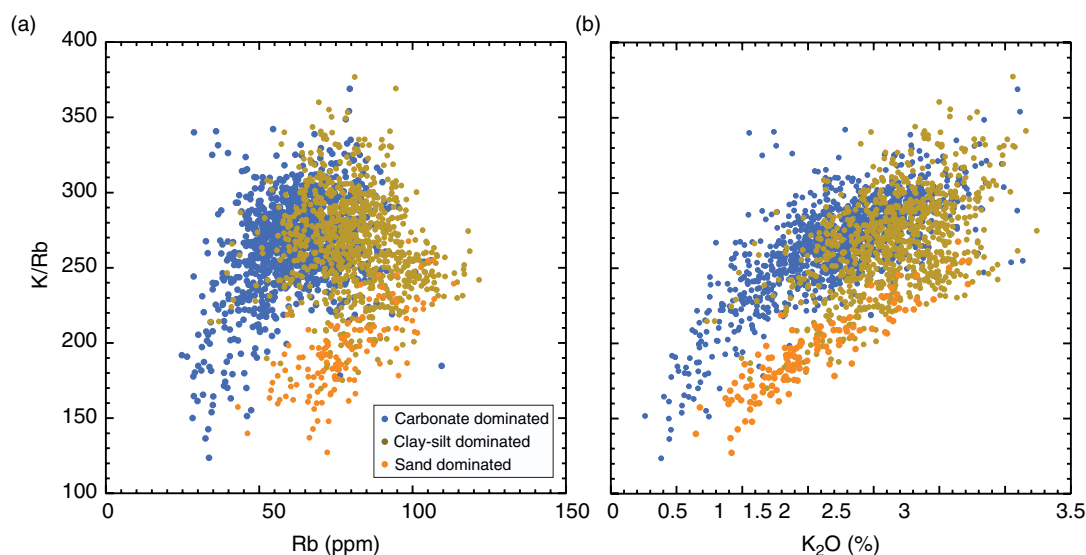 (a)
(b)
400
350
300
250
200
150
100
K/Rb
0
50
100
150
Rb (ppm)
Carbonate dominated
Clay-silt dominated
Sand dominated
0
0.5
1
1.5
2
2.5
3
3.5
K₂O (%)